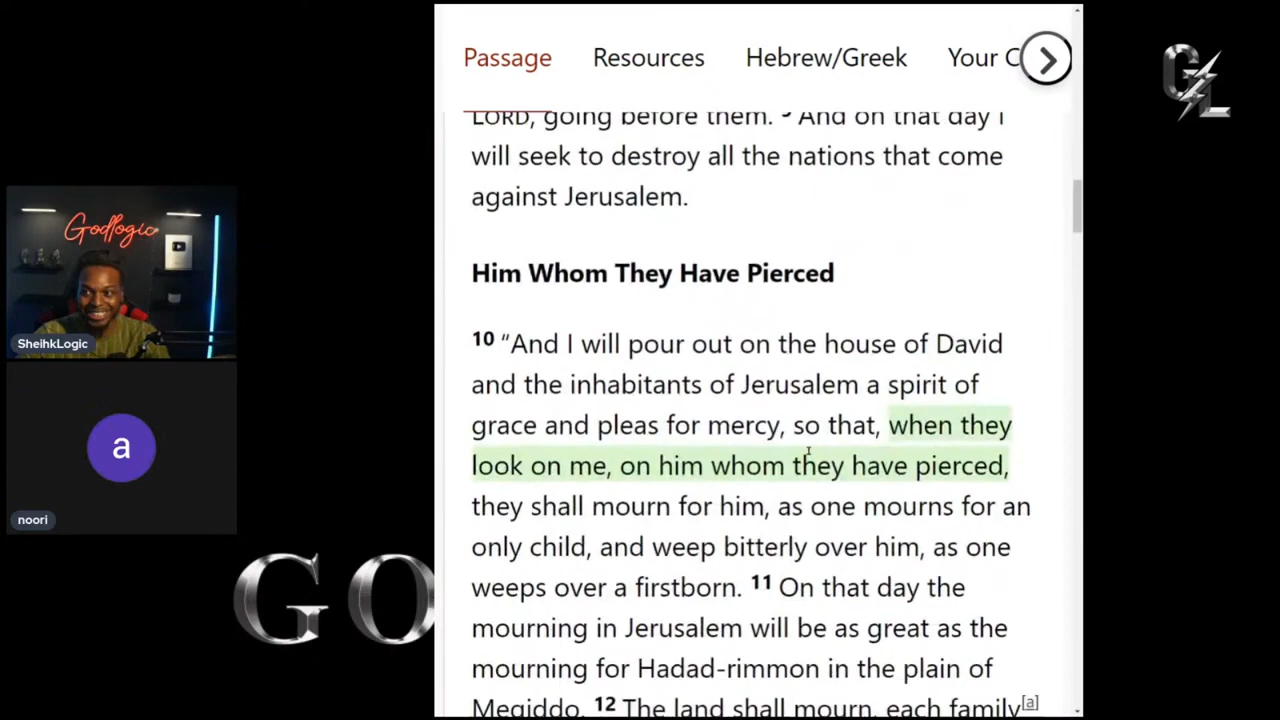 Passage Resources Hebrew/Greek Your C
LORD, going before them. ⁹ And on that day I
will seek to destroy all the nations that come
against Jerusalem.
Him Whom They Have Pierced
10 “And I will pour out on the house of David
and the inhabitants of Jerusalem a spirit of
grace and pleas for mercy, so that, when they
look on me, on him whom they have pierced,
they shall mourn for him, as one mourns for an
only child, and weep bitterly over him, as one
weeps over a firstborn. 11 On that day the
mourning in Jerusalem will be as great as the
mourning for Hadad-rimmon in the plain of
Megiddo. 12 The land shall mourn, each family[a]
Godlogic
SheihkLogic
a
noori
GO
GL